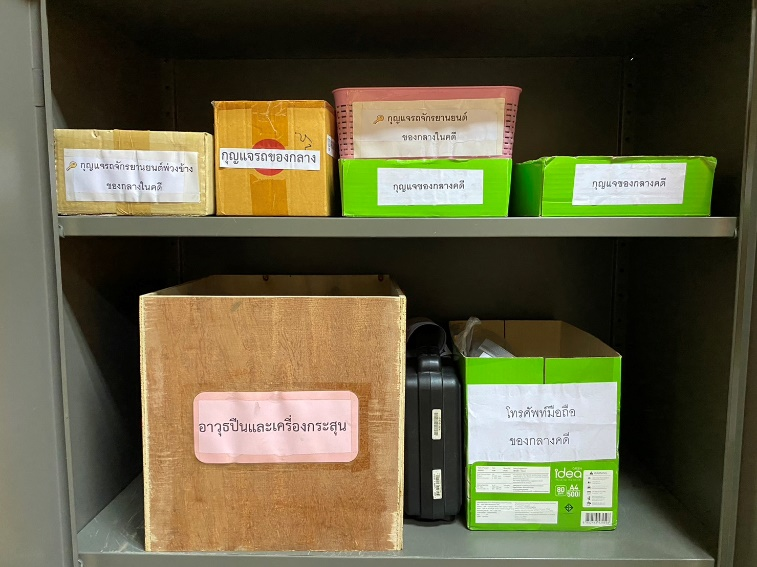 กุญแจรถจักรยานยนต์พ่วงข้าง
ของกลางในคดี
กุญแจรถของกลาง
กุญแจรถจักรยานยนต์
ของกลางในคดี
กุญแจของกลางคดี
กุญแจของกลางคดี
อาวุธปืนและเครื่องกระสุน
โทรศัพท์มือถือ
ของกลางคดี
idea
80
A4
500